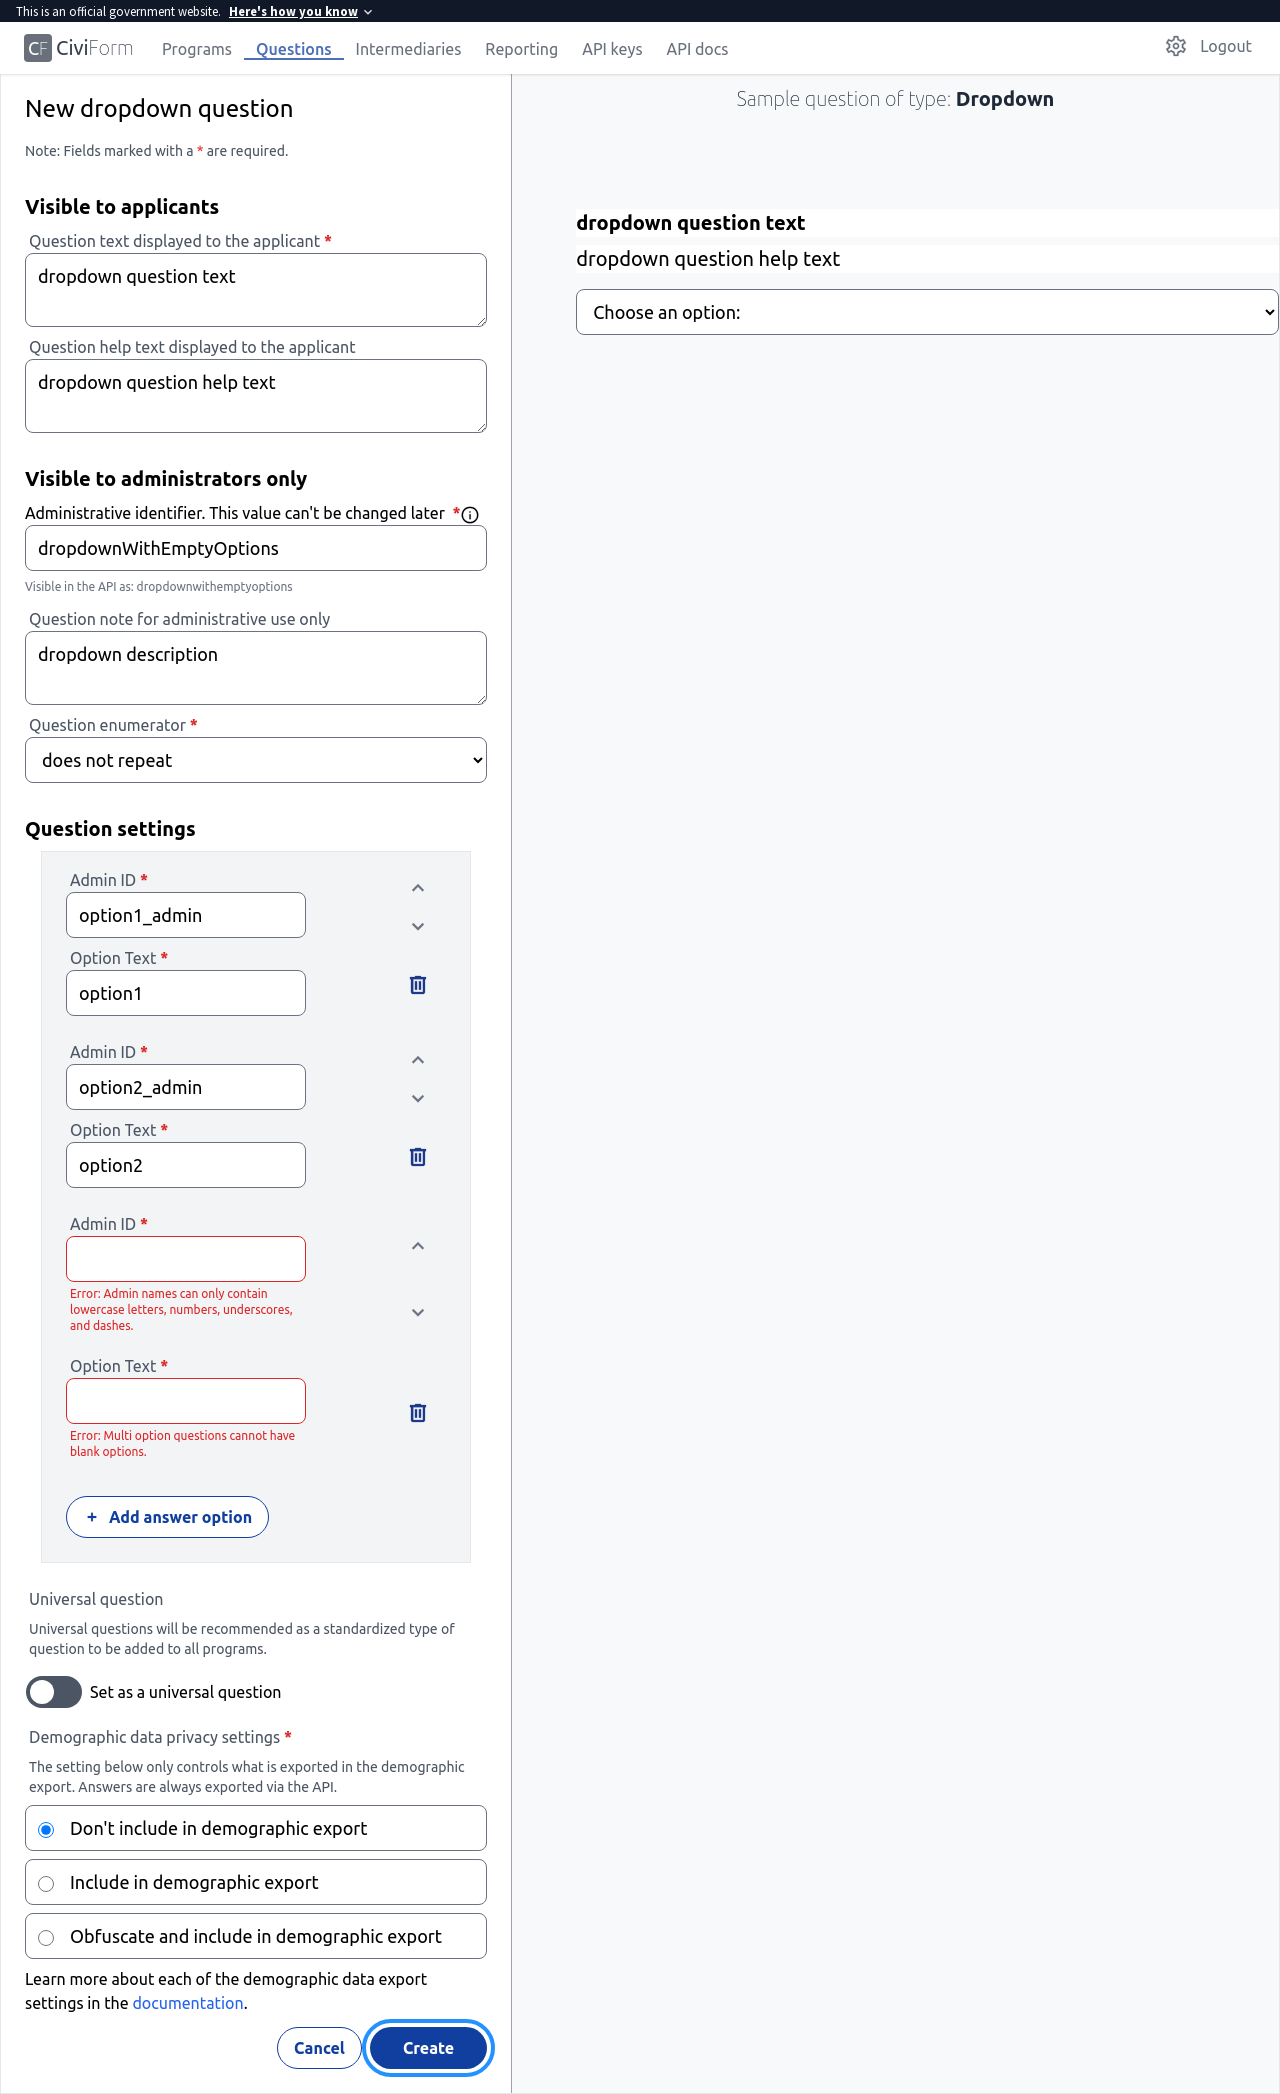 This is an official government website. Here's how you know
CF CiviForm Programs Questions Intermediaries Reporting API keys API docs Logout
New dropdown question
Note: Fields marked with a * are required.
Visible to applicants
Question text displayed to the applicant *
dropdown question text
Question help text displayed to the applicant
dropdown question help text
Visible to administrators only
Administrative identifier. This value can't be changed later *
dropdownWithEmptyOptions
Visible in the API as: dropdownwithemptyoptions
Question note for administrative use only
dropdown description
Question enumerator *
does not repeat
Question settings
Admin ID *
option1_admin
Option Text *
option1
Admin ID *
option2_admin
Option Text *
option2
Admin ID *
Error: Admin names can only contain
lowercase letters, numbers, underscores,
and dashes.
Option Text *
Error: Multi option questions cannot have
blank options.
+ Add answer option
Universal question
Universal questions will be recommended as a standardized type of
question to be added to all programs.
Set as a universal question
Demographic data privacy settings *
The setting below only controls what is exported in the demographic
export. Answers are always exported via the API.
Don't include in demographic export
Include in demographic export
Obfuscate and include in demographic export
Learn more about each of the demographic data export
settings in the documentation.
Cancel Create
Sample question of type: Dropdown
dropdown question text
dropdown question help text
Choose an option: